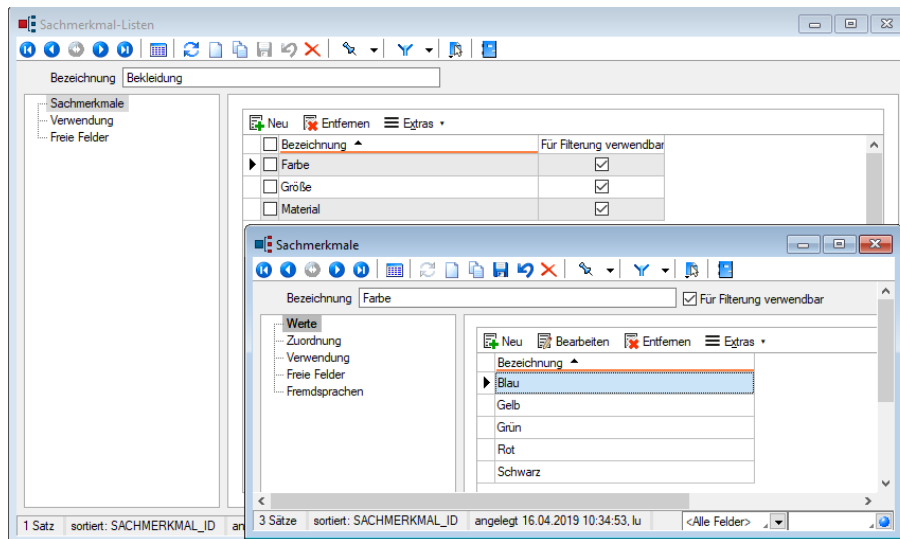 Sachmerkmal-Listen
Bezeichnung Bekleidung
Sachmerkmale
Verwendung
Freie Felder
Neu Entfernen Extras
Bezeichnung Für Filterung verwendbar
Farbe
Größe
Material
Sachmerkmale
Bezeichnung Farbe Für Filterung verwendbar
Werte
Zuordnung
Verwendung
Freie Felder
Fremdsprachen
Neu Bearbeiten Entfernen Extras
Bezeichnung
Blau
Gelb
Grün
Rot
Schwarz
3 Sätze sortiert: SACHMERKMAL_ID angelegt 16.04.2019 10:34:53, lu <Alle Felder>
1 Satz sortiert: SACHMERKMAL_ID an